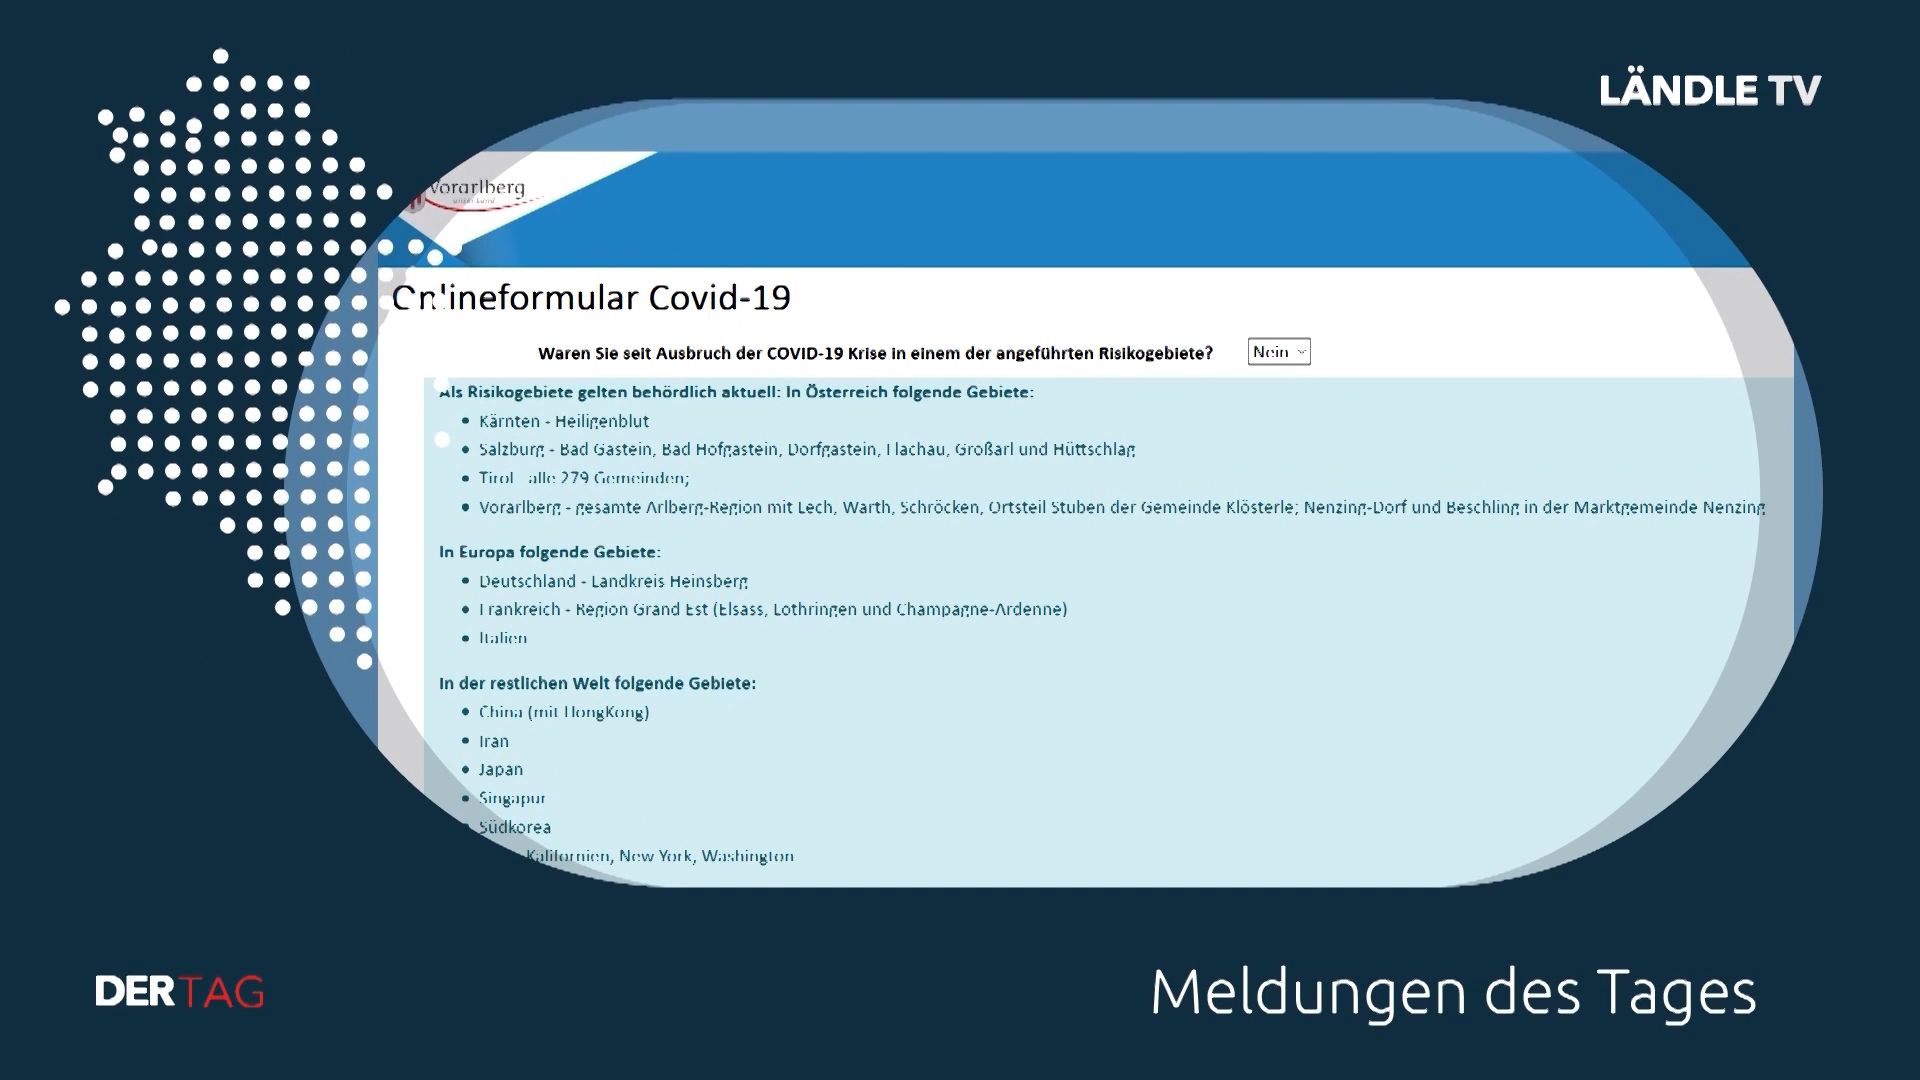 LÄNDLE TV
Vorarlberg
unser Land
Onlineformular Covid-19
Waren Sie seit Ausbruch der COVID-19 Krise in einem der angeführten Risikogebiete? Nein
Als Risikogebiete gelten behördlich aktuell: In Österreich folgende Gebiete:
• Kärnten - Heiligenblut
• Salzburg - Bad Gastein, Bad Hofgastein, Dorfgastein, Flachau, Großarl und Hüttschlag
• Tirol - alle 279 Gemeinden;
• Vorarlberg - gesamte Arlberg-Region mit Lech, Warth, Schröcken, Ortsteil Stuben der Gemeinde Klösterle; Nenzing-Dorf und Beschling in der Marktgemeinde Nenzing
In Europa folgende Gebiete:
• Deutschland - Landkreis Heinsberg
• Frankreich - Region Grand Est (Elsass, Lothringen und Champagne-Ardenne)
• Italien
In der restlichen Welt folgende Gebiete:
• China (mit HongKong)
• Iran
• Japan
• Singapur
• Südkorea
Kalifornien, New York, Washington
DERTAG
Meldungen des Tages